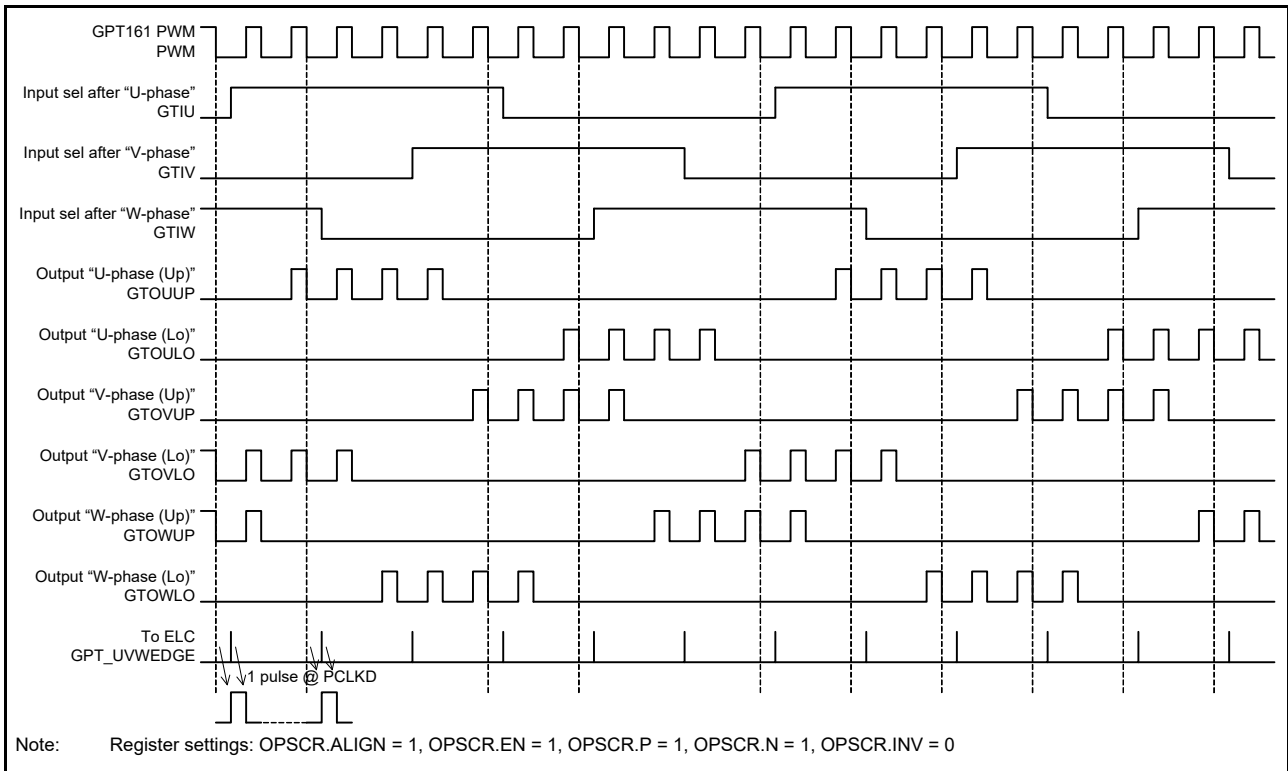 GPT161 PWM
PWM
Input sel after “U-phase”
GTIU
Input sel after “V-phase”
GTIV
Input sel after “W-phase”
GTIW
Output “U-phase (Up)”
GTOUUP
Output “U-phase (Lo)”
GTOULO
Output “V-phase (Up)”
GTOVUP
Output “V-phase (Lo)”
GTOVLO
Output “W-phase (Up)”
GTOWUP
Output “W-phase (Lo)”
GTOWLO
To ELC
GPT_UVWEDGE
1 pulse @ PCLKD
Note: Register settings: OPSCR.ALIGN = 1, OPSCR.EN = 1, OPSCR.P = 1, OPSCR.N = 1, OPSCR.INV = 0